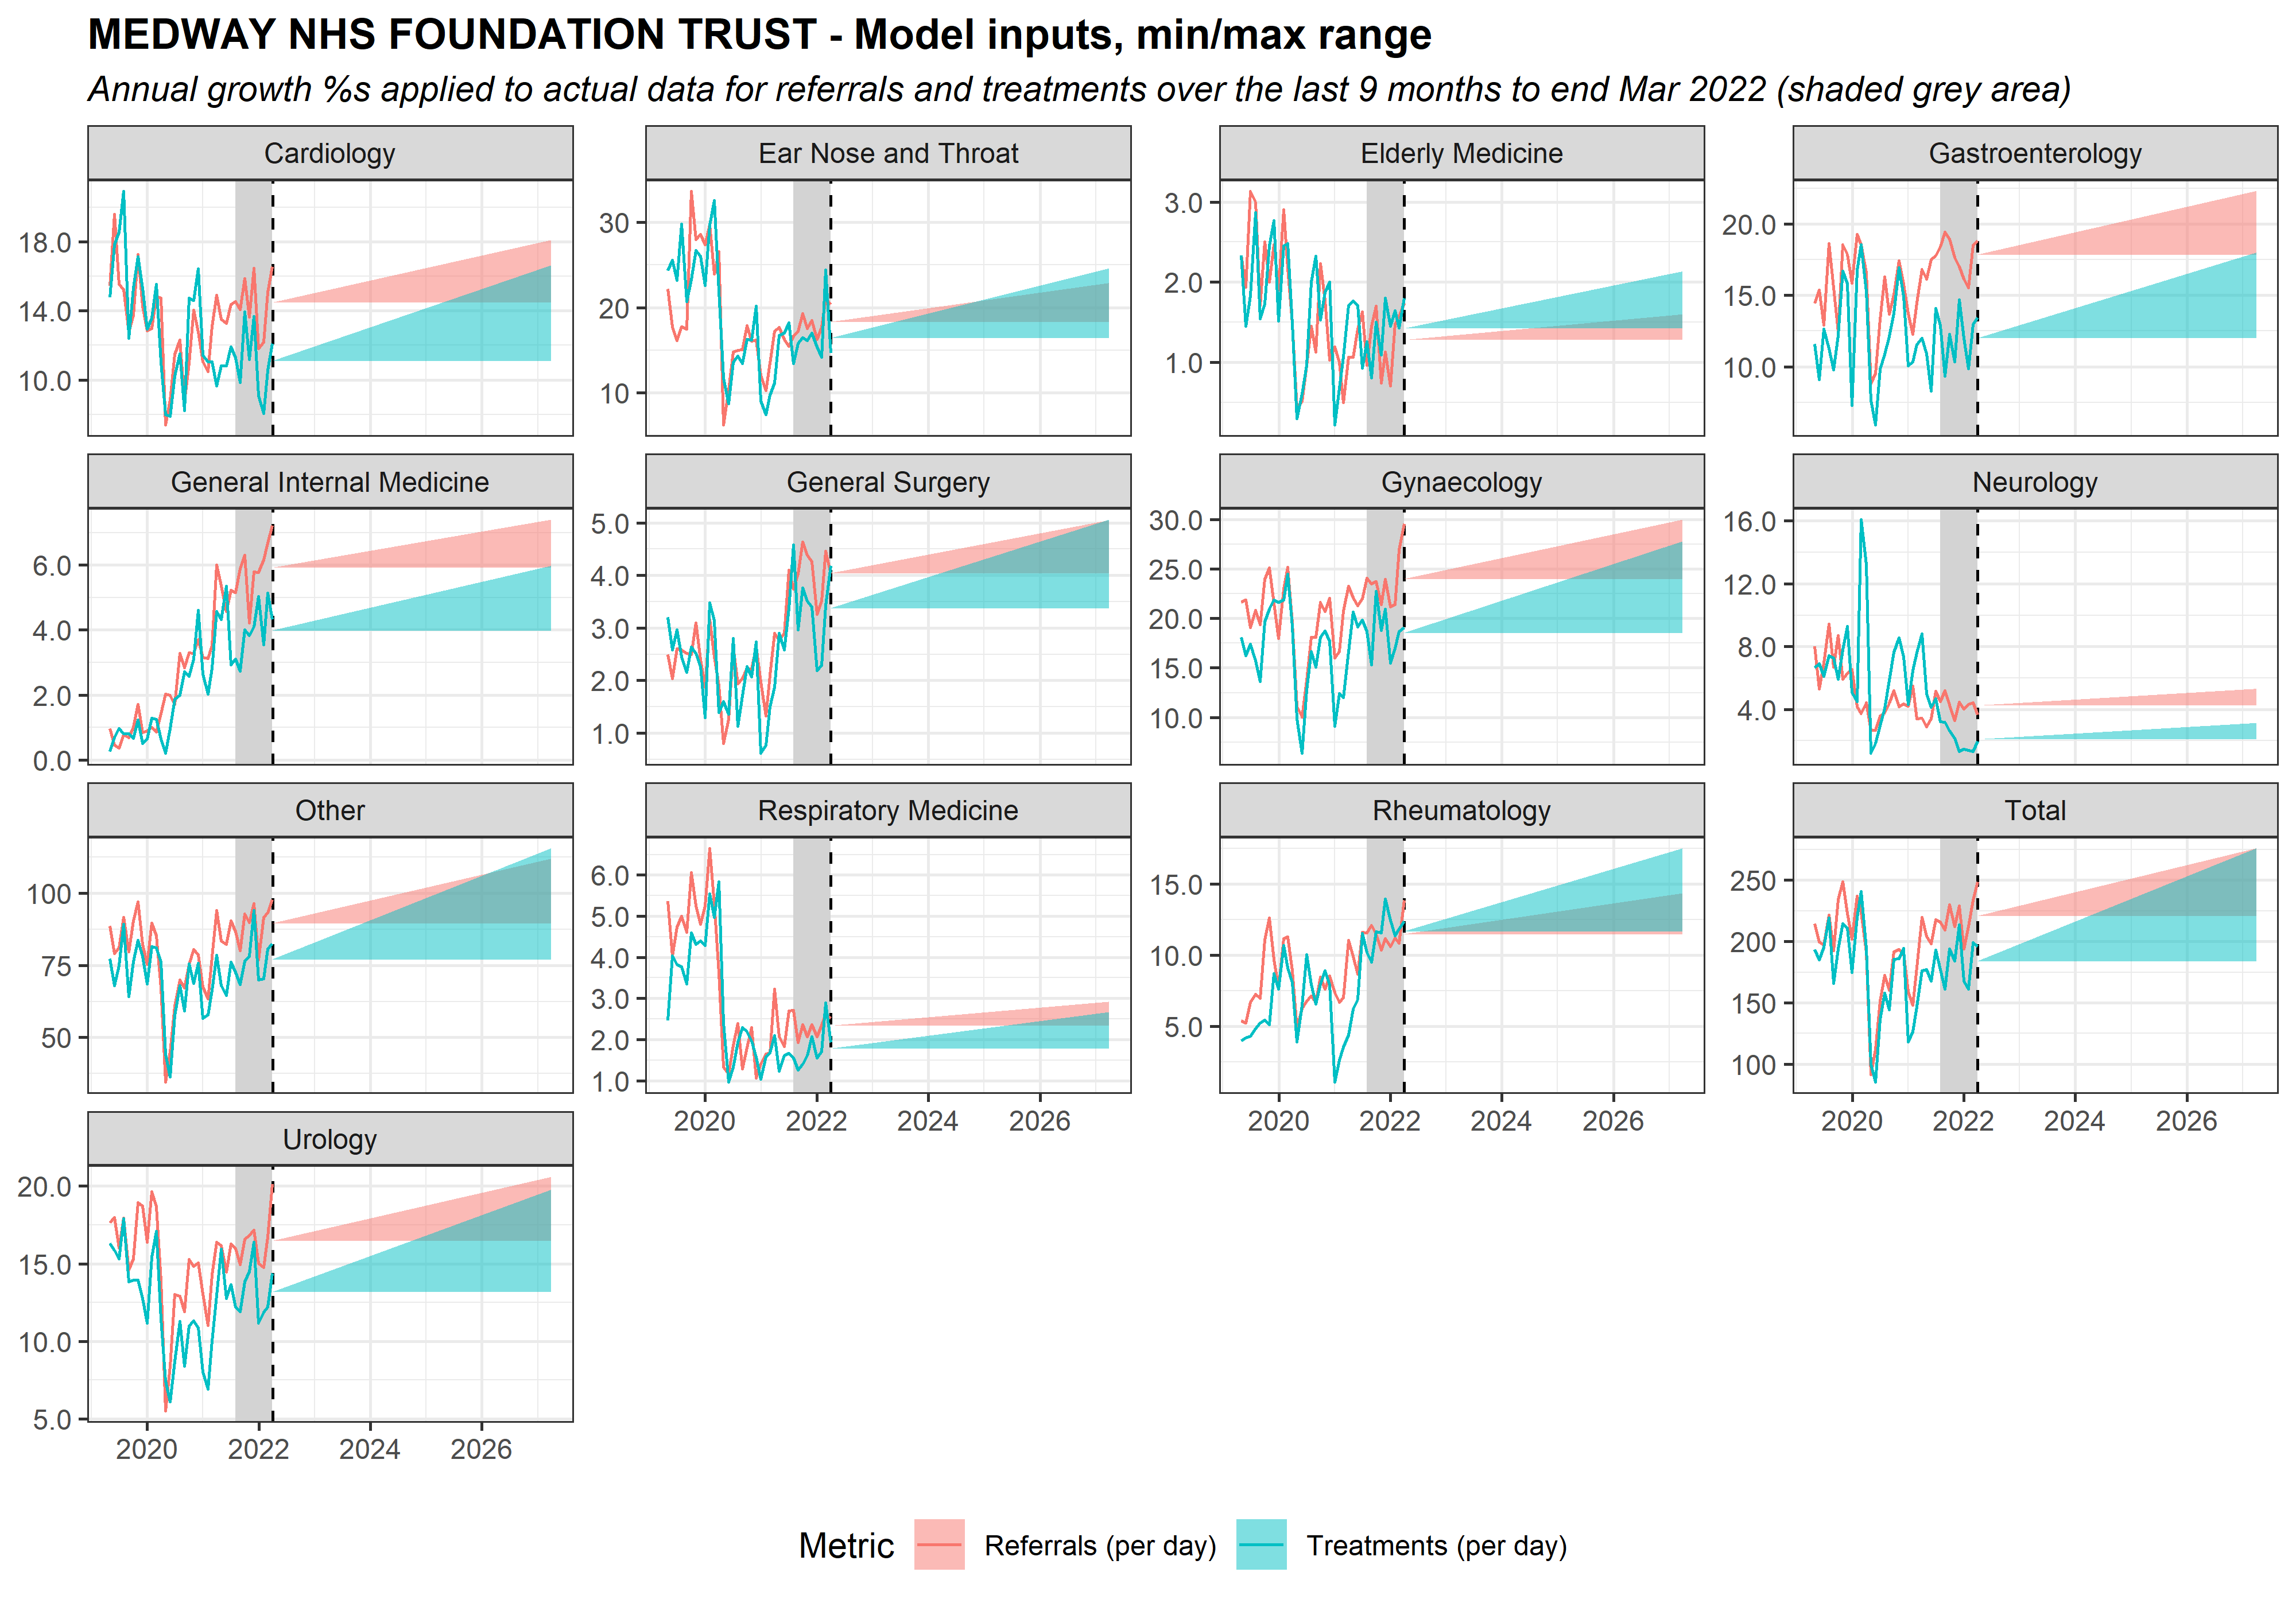 MEDWAY NHS FOUNDATION TRUST - Model inputs, min/max range
Annual growth %s applied to actual data for referrals and treatments over the last 9 months to end Mar 2022 (shaded grey area)
Cardiology
18.0
14.0
10.0
Ear Nose and Throat
30
20
10
Elderly Medicine
3.0
2.0
1.0
Gastroenterology
20.0
15.0
10.0
General Internal Medicine
6.0
4.0
2.0
0.0
General Surgery
5.0
4.0
3.0
2.0
1.0
Gynaecology
30.0
25.0
20.0
15.0
10.0
Neurology
16.0
12.0
8.0
4.0
Other
100
75
50
Respiratory Medicine
6.0
5.0
4.0
3.0
2.0
1.0
2020 2022 2024 2026
Rheumatology
15.0
10.0
5.0
2020 2022 2024 2026
Total
250
200
150
100
2020 2022 2024 2026
Urology
20.0
15.0
10.0
5.0
2020 2022 2024 2026
Metric Referrals (per day) Treatments (per day)